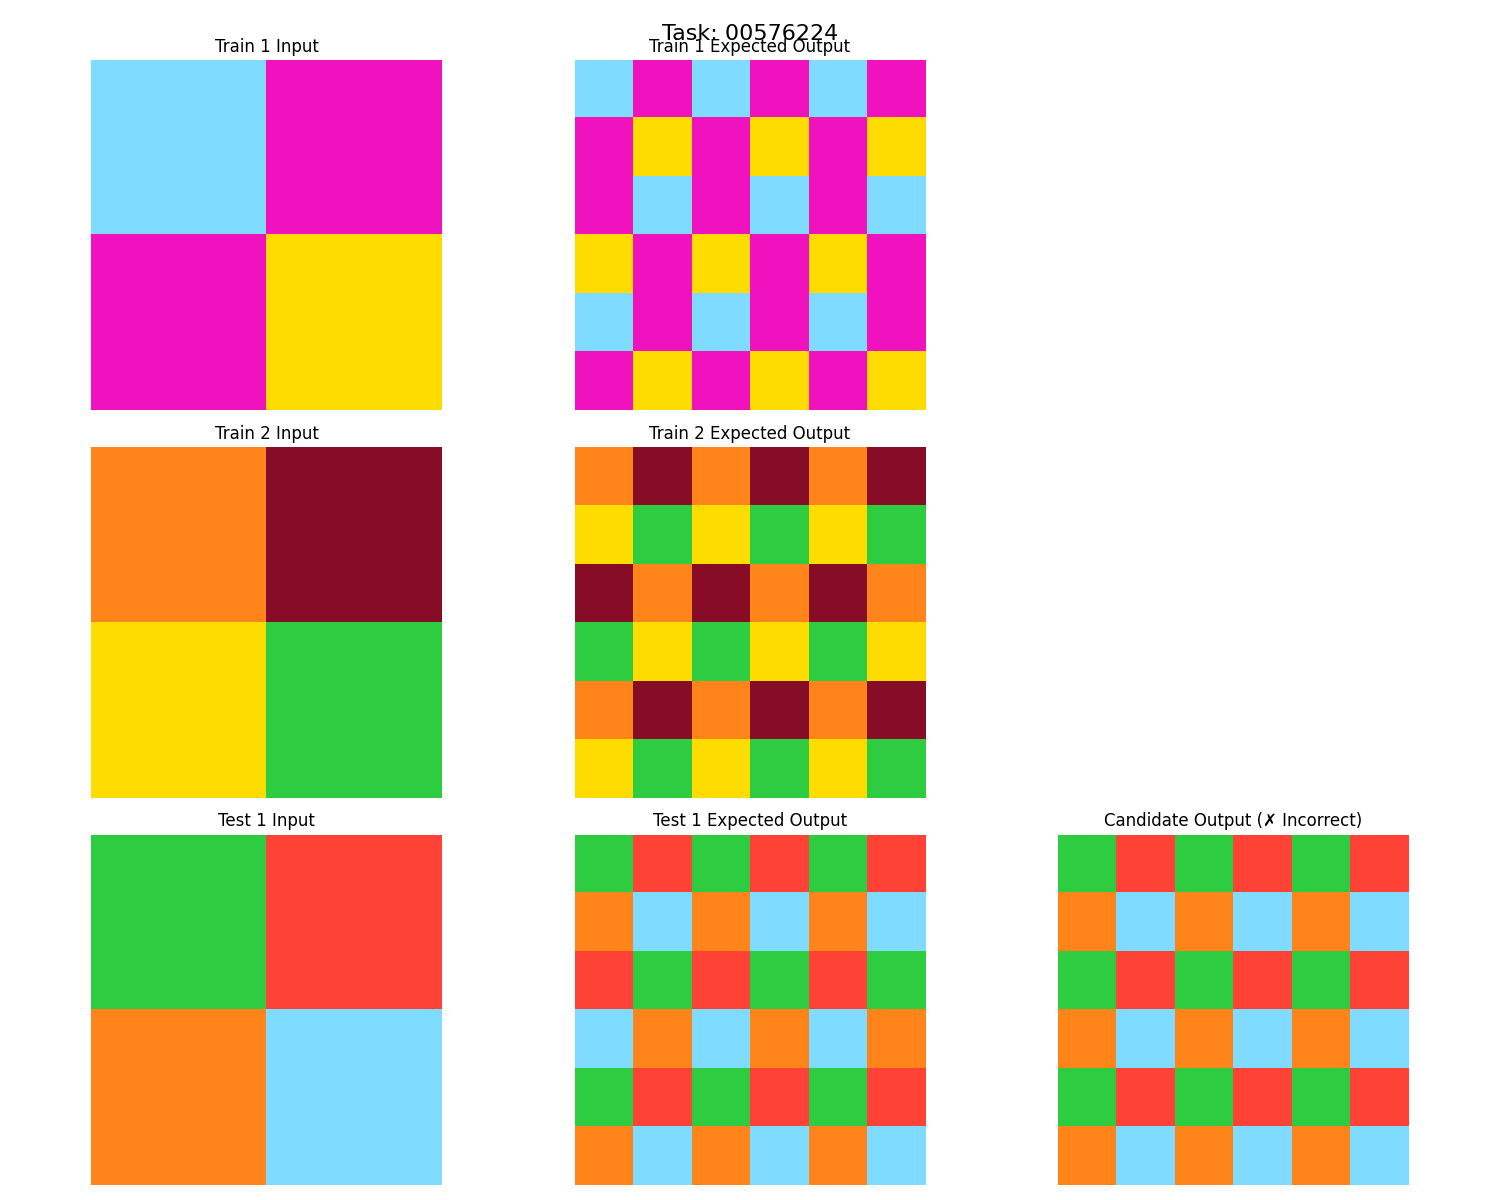 Task: 00576224
Train 1 Input
Train 1 Expected Output
Train 2 Input
Train 2 Expected Output
Test 1 Input
Test 1 Expected Output
Candidate Output (✗ Incorrect)